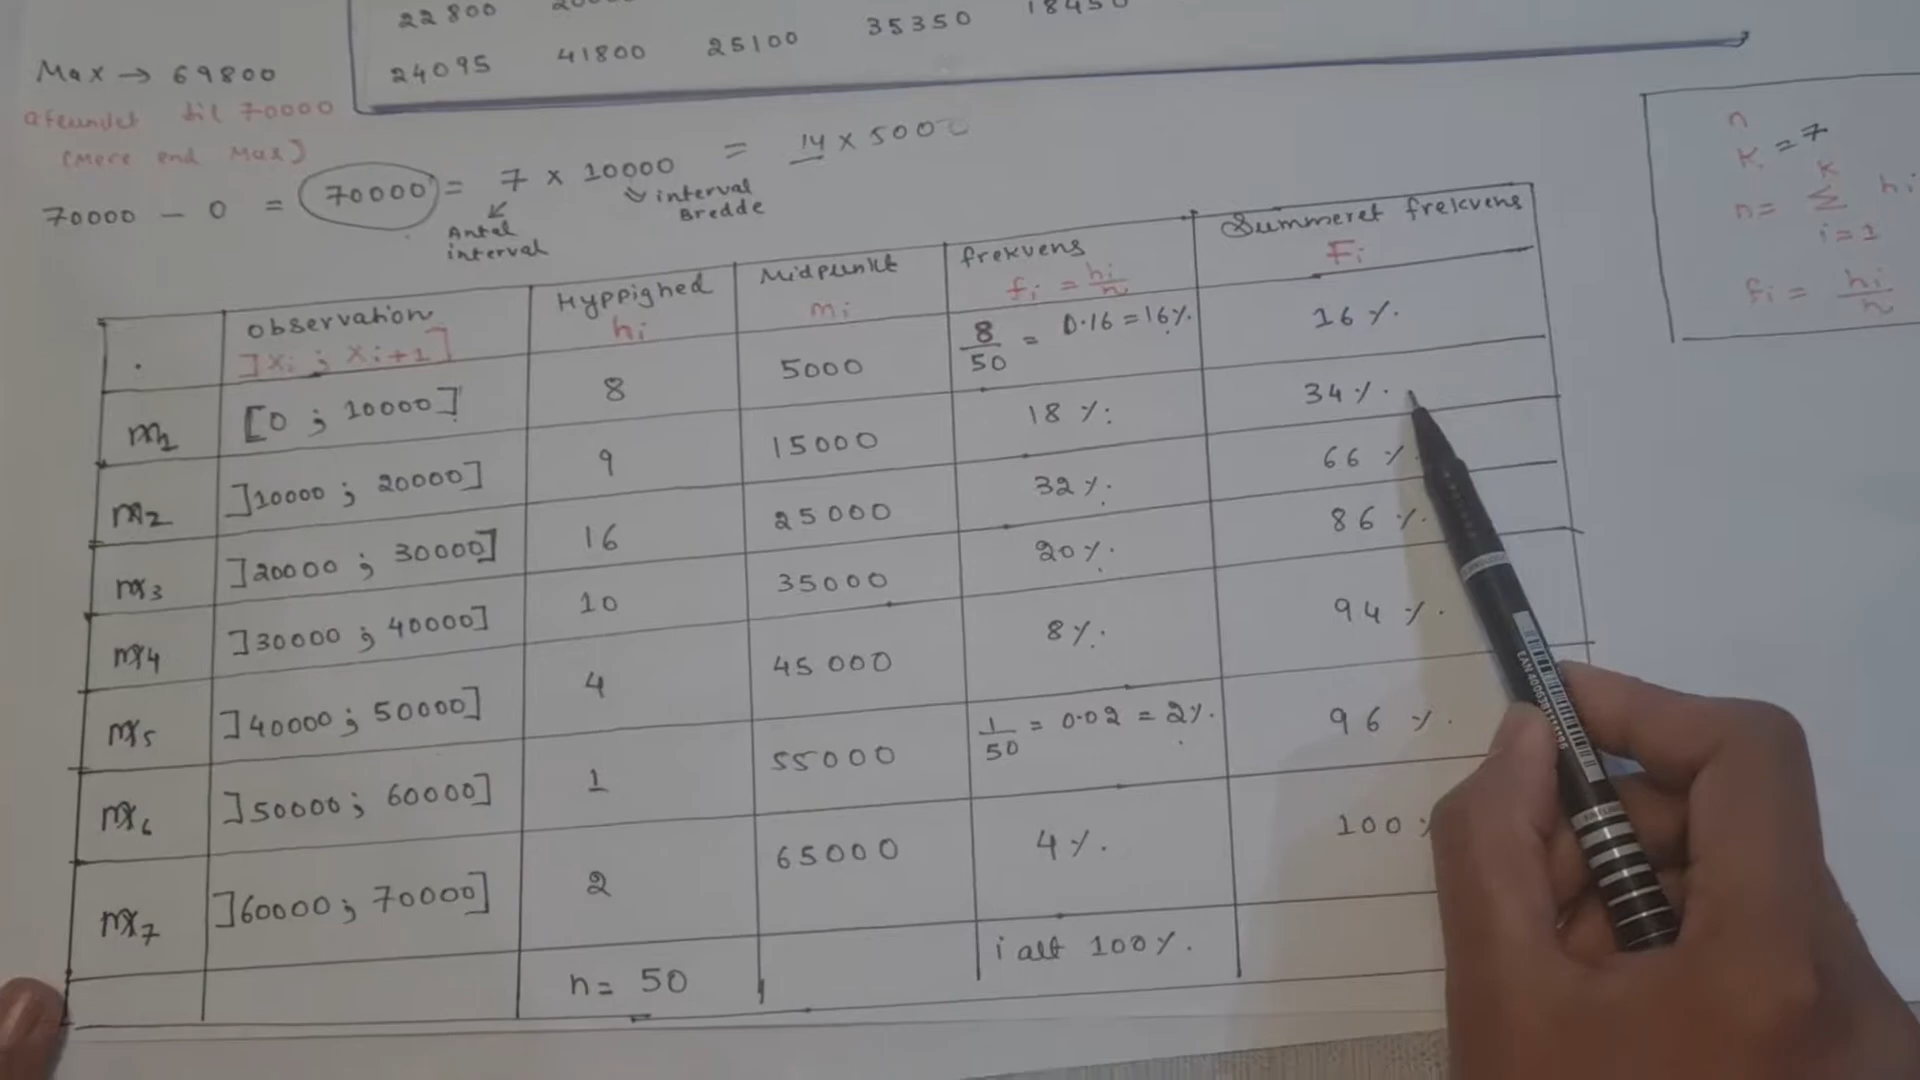 22800
18450
24095 41800 25100 35350
Max → 69800
afrundet til 70000
(mere end Max)
70000 - 0 = 70000 = 7 x 10000 = 14 x 5000
Antal interval
interval Bredde
n
K = 7
n = K Σ i=1 hi
fi = hi/n
observation ]xi ; xi+1]
Hyppighed hi
Midpunkt mi
frekvens fi = hi/n
Summeret frekvens Fi
m1 [0 ; 10000] 8 5000 8/50 = 0.16 = 16%. 16%.
m2 ]10000 ; 20000] 9 15000 18%. 34%.
m3 ]20000 ; 30000] 16 25000 32%. 66%.
m4 ]30000 ; 40000] 10 35000 20%. 86%.
m5 ]40000 ; 50000] 4 45000 8%. 94%.
m6 ]50000 ; 60000] 1 55000 1/50 = 0.02 = 2%. 96%.
m7 ]60000 ; 70000] 2 65000 4%. 100%
n = 50 i alt 100%.